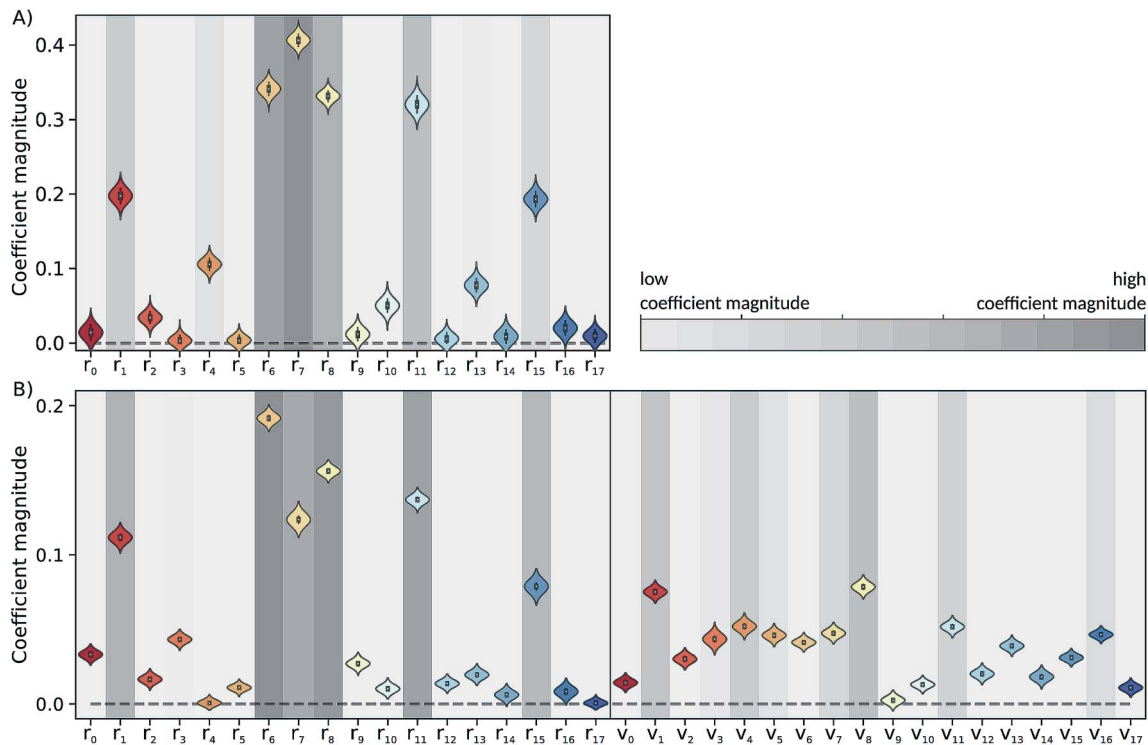 A)
Coefficient magnitude
0.4
0.3
0.2
0.1
0.0
r₀ r₁ r₂ r₃ r₄ r₅ r₆ r₇ r₈ r₉ r₁₀ r₁₁ r₁₂ r₁₃ r₁₄ r₁₅ r₁₆ r₁₇
low high
coefficient magnitude coefficient magnitude
B)
Coefficient magnitude
0.2
0.1
0.0
r₀ r₁ r₂ r₃ r₄ r₅ r₆ r₇ r₈ r₉ r₁₀ r₁₁ r₁₂ r₁₃ r₁₄ r₁₅ r₁₆ r₁₇ v₀ v₁ v₂ v₃ v₄ v₅ v₆ v₇ v₈ v₉ v₁₀ v₁₁ v₁₂ v₁₃ v₁₄ v₁₅ v₁₆ v₁₇